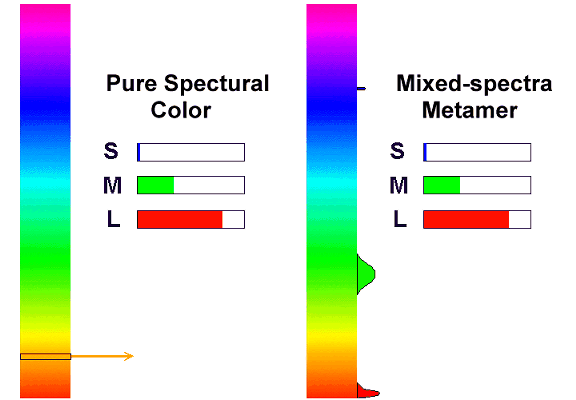 Pure Spectural
Color
S
M
L
Mixed-spectra
Metamer
S
M
L